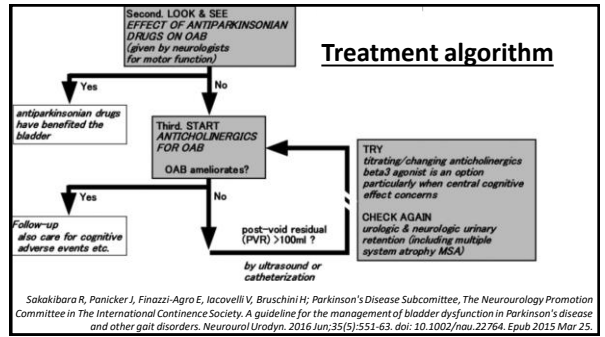 Second. LOOK & SEE
EFFECT OF ANTIPARKINSONIAN
DRUGS ON OAB
(given by neurologists
for motor function)
Treatment algorithm
Yes
No
antiparkinsonian drugs
have benefited the
bladder
Third. START
ANTICHOLINERGICS
FOR OAB
OAB ameliorates?
TRY
titrating/changing anticholinergics
beta3 agonist is an option
particularly when central cognitive
effect concerns
CHECK AGAIN
urologic & neurologic urinary
retention (including multiple
system atrophy MSA)
Yes
No
Follow-up
also care for cognitive
adverse events etc.
post-void residual
(PVR) >100ml ?
by ultrasound or
catheterization
Sakakibara R, Panicker J, Finazzi-Agro E, Iacovelli V, Bruschini H; Parkinson's Disease Subcomittee, The Neurourology Promotion
Committee in The International Continence Society. A guideline for the management of bladder dysfunction in Parkinson's disease
and other gait disorders. Neurourol Urodyn. 2016 Jun;35(5):551-63. doi: 10.1002/nau.22764. Epub 2015 Mar 25.